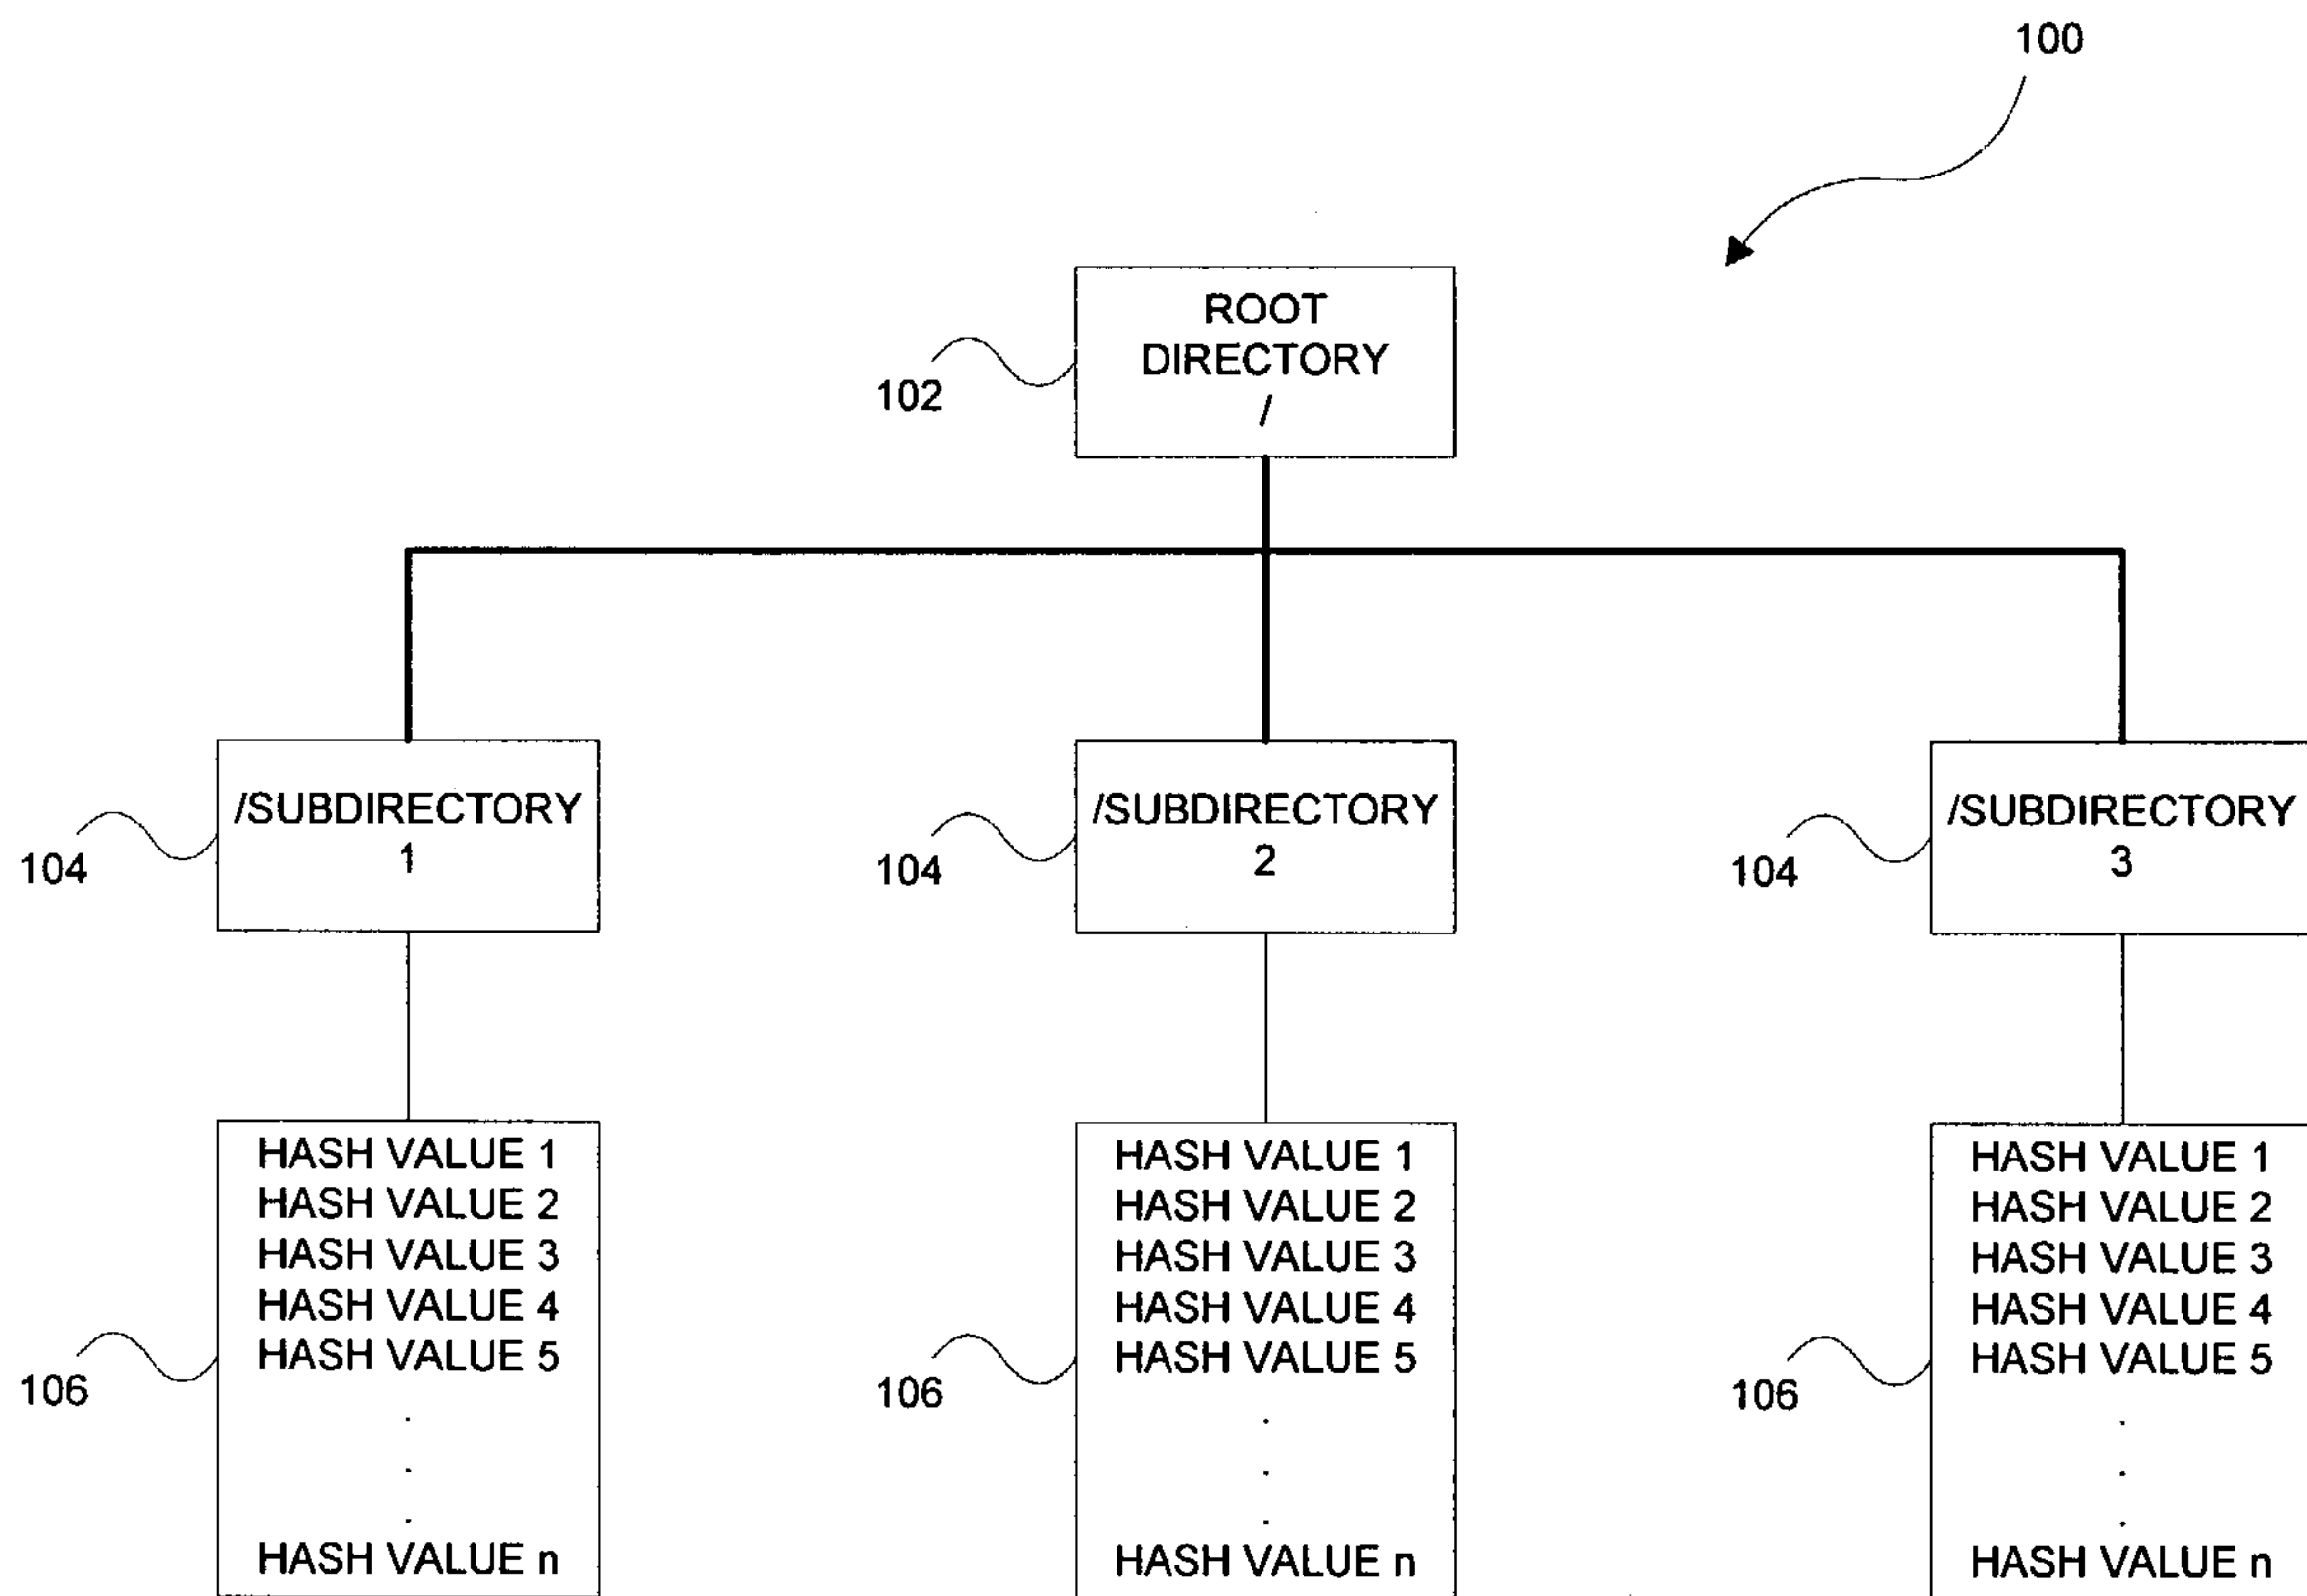 100
ROOT
DIRECTORY
/
102
/SUBDIRECTORY
1
104
/SUBDIRECTORY
2
104
/SUBDIRECTORY
3
104
HASH VALUE 1
HASH VALUE 2
HASH VALUE 3
HASH VALUE 4
HASH VALUE 5
.
.
.
HASH VALUE n
106
HASH VALUE 1
HASH VALUE 2
HASH VALUE 3
HASH VALUE 4
HASH VALUE 5
.
.
.
HASH VALUE n
106
HASH VALUE 1
HASH VALUE 2
HASH VALUE 3
HASH VALUE 4
HASH VALUE 5
.
.
.
HASH VALUE n
106